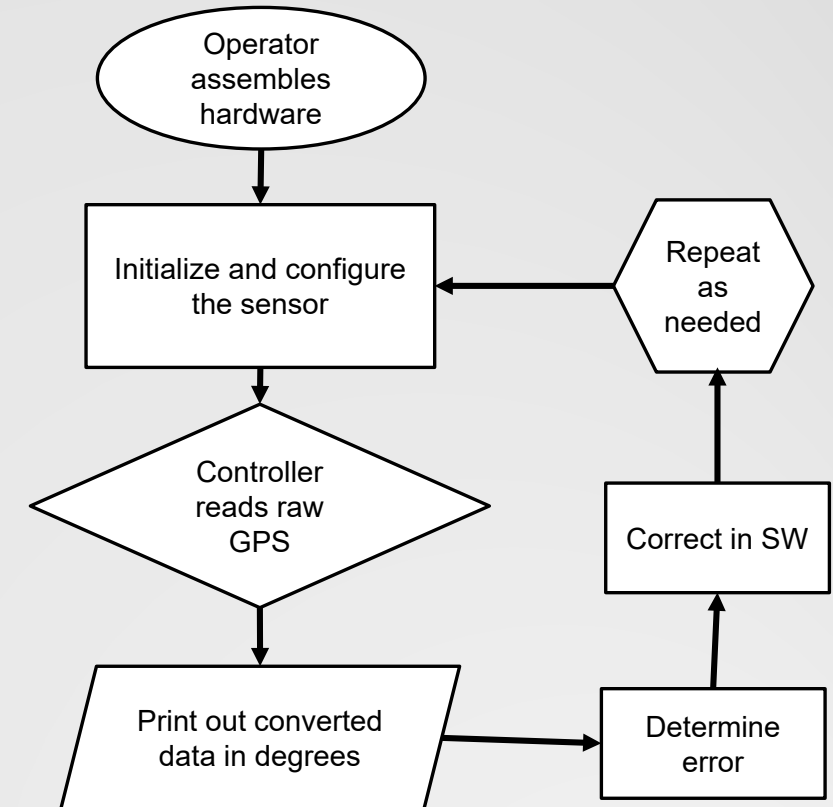 Operator
assembles
hardware
Initialize and configure
the sensor
Controller
reads raw
GPS
Print out converted
data in degrees
Determine
error
Correct in SW
Repeat
as
needed